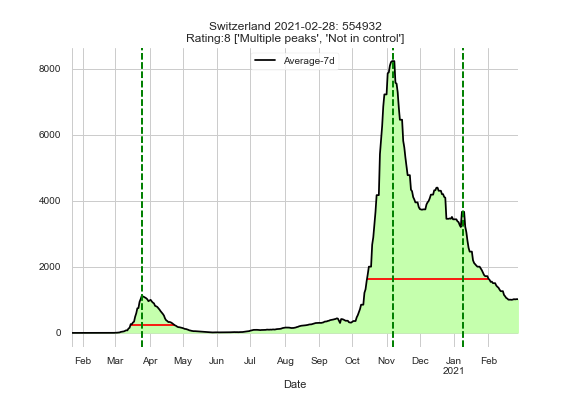 Switzerland 2021-02-28: 554932
Rating:8 ['Multiple peaks', 'Not in control']
Average-7d
8000
6000
4000
2000
0
Feb Mar Apr May Jun Jul Aug Sep Oct Nov Dec Jan Feb
2021
Date